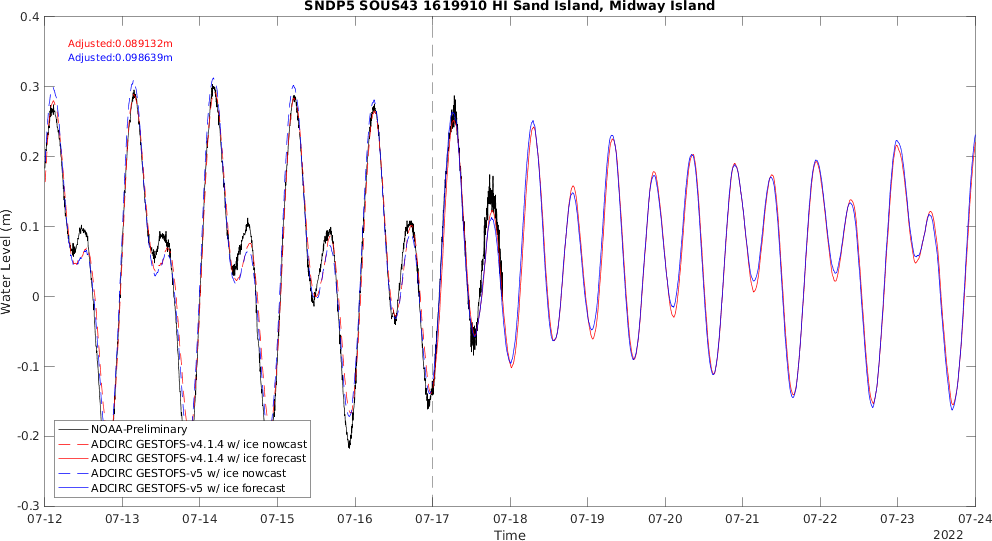 SNDP5 SOUS43 1619910 HI Sand Island, Midway Island
0.4
Adjusted:0.089132m
Adjusted:0.098639m
0.3
0.2
0.1
0
-0.1
-0.2
-0.3
Water Level (m)
NOAA-Preliminary
ADCIRC GESTOFS-v4.1.4 w/ ice nowcast
ADCIRC GESTOFS-v4.1.4 w/ ice forecast
ADCIRC GESTOFS-v5 w/ ice nowcast
ADCIRC GESTOFS-v5 w/ ice forecast
07-12 07-13 07-14 07-15 07-16 07-17 07-18 07-19 07-20 07-21 07-22 07-23 07-24
Time
2022